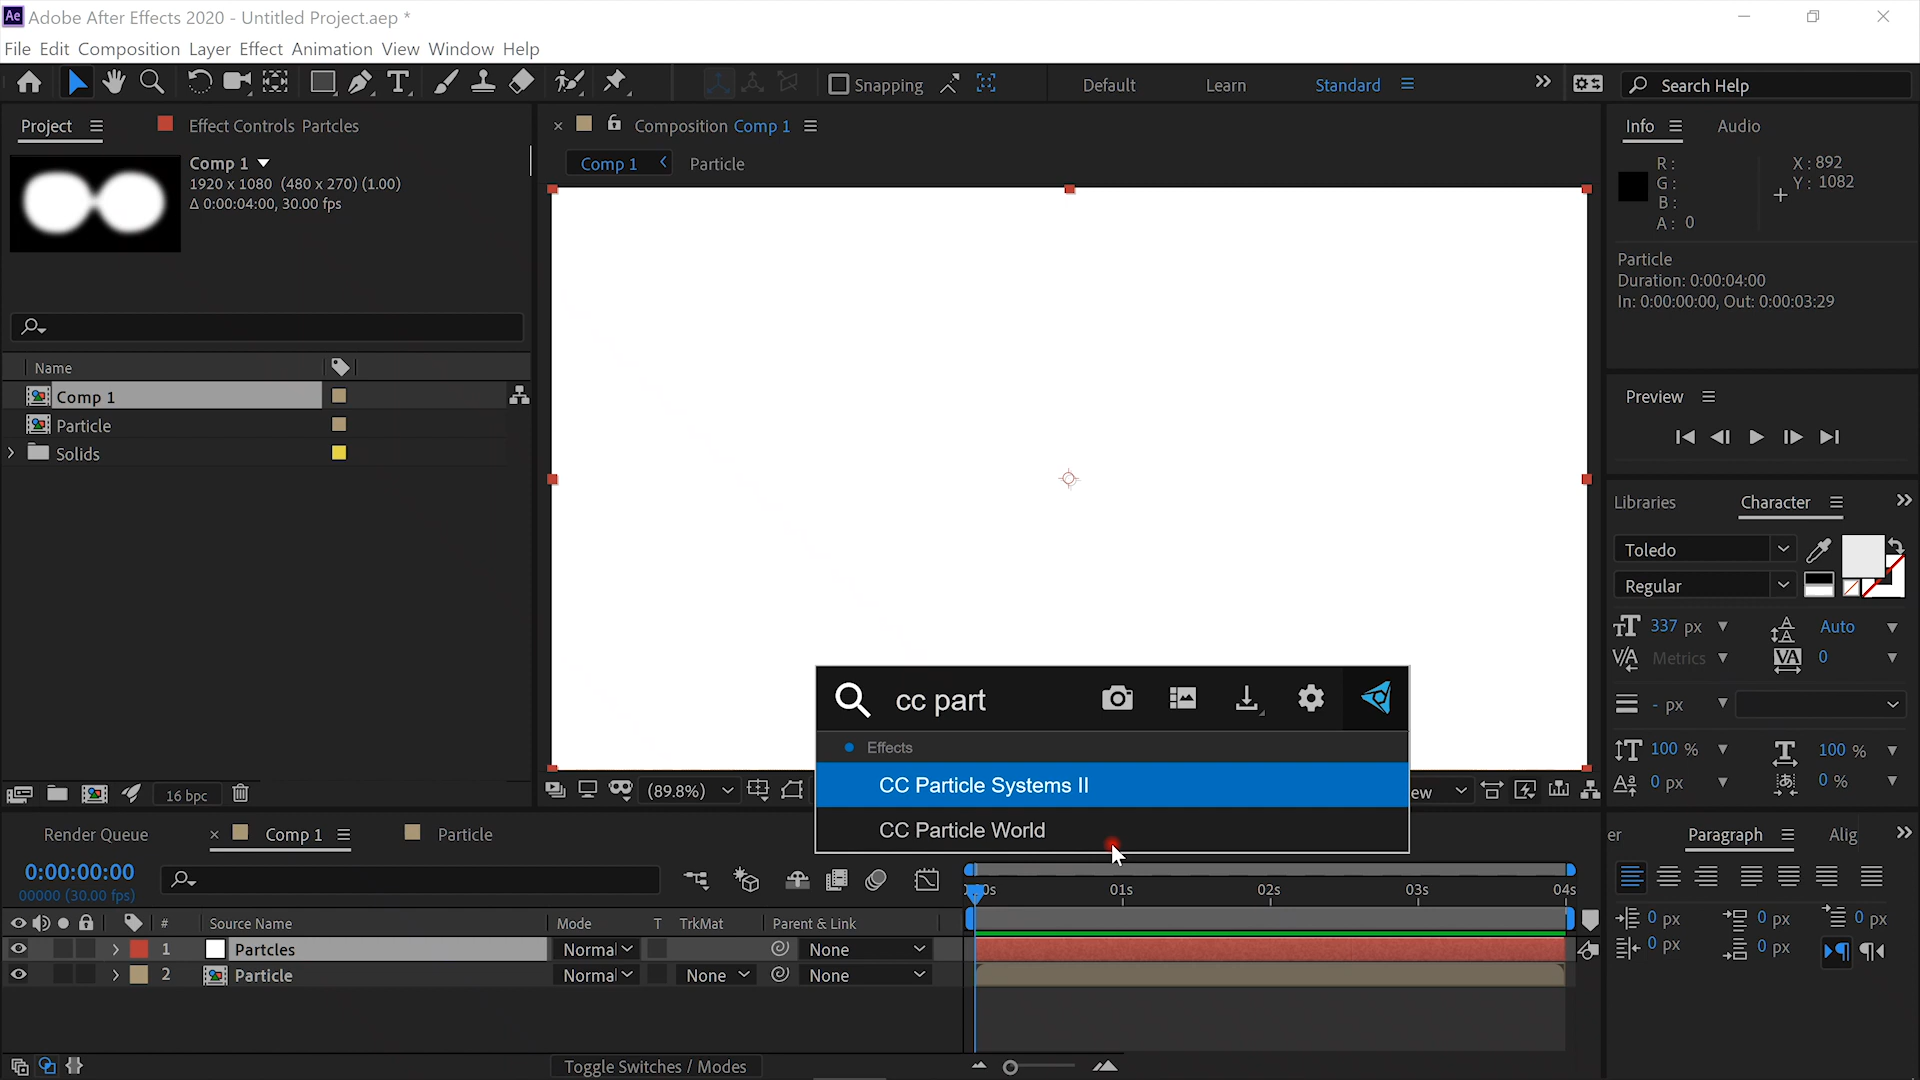 Ae Adobe After Effects 2020 - Untitled Project.aep *
File Edit Composition Layer Effect Animation View Window Help
T Snapping Default Learn Standard Search Help
Project Effect Controls Partcles Composition Comp 1 Info Audio
Comp 1 Particle
Comp 1
1920 x 1080 (480 x 270) (1.00)
Δ 0:00:04:00, 30.00 fps
R: X: 892
G: Y: 1082
B:
A: 0
Particle
Duration: 0:00:04:00
In: 0:00:00:00, Out: 0:00:03:29
Name
Comp 1
Particle
Solids
Preview
Libraries Character
Toledo
Regular
337 px Auto
Metrics 0
- px
100 % 100 %
0 px 0 %
cc part
Effects
CC Particle Systems II
CC Particle World
16 bpc (89.8%) ew
Render Queue Comp 1 Particle er Paragraph Alig
0:00:00:00
00000 (30.00 fps)
0s 01s 02s 03s 04s
# Source Name Mode T TrkMat Parent & Link
1 Partcles Normal None
2 Particle Normal None None
0 px 0 px 0 px
0 px 0 px
Toggle Switches / Modes